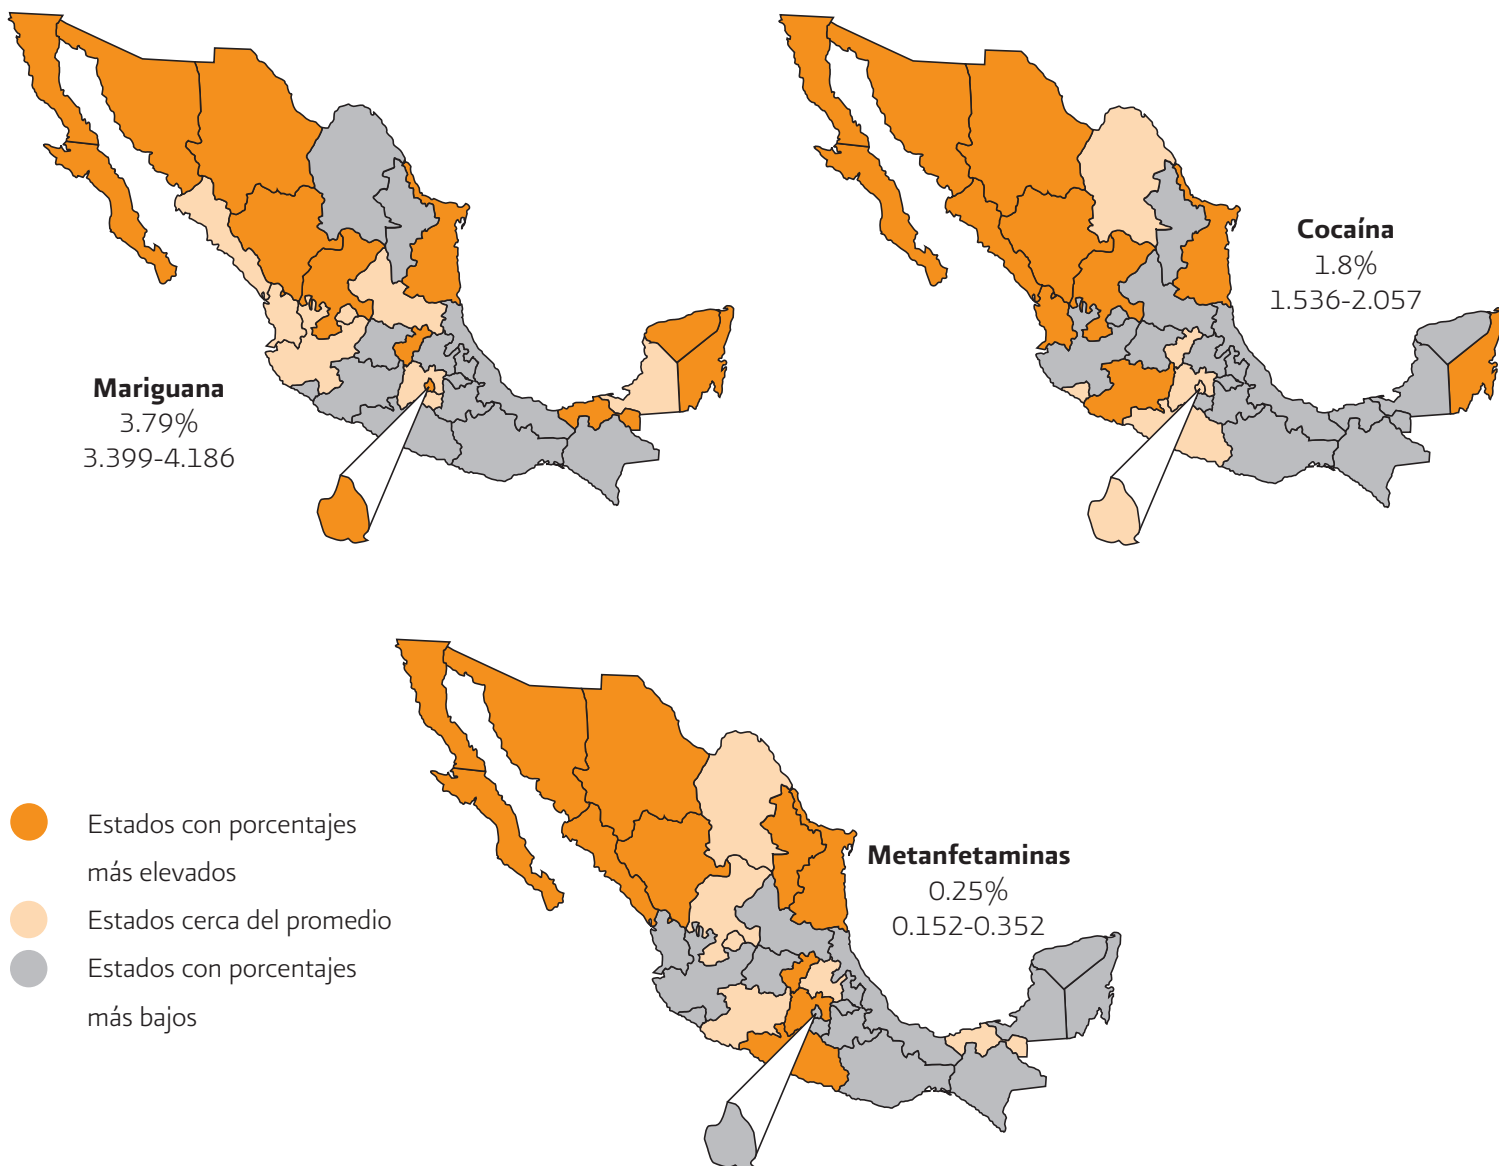 Mariguana
3.79%
3.399-4.186
Cocaína
1.8%
1.536-2.057
Metanfetaminas
0.25%
0.152-0.352
Estados con porcentajes
más elevados
Estados cerca del promedio
Estados con porcentajes
más bajos